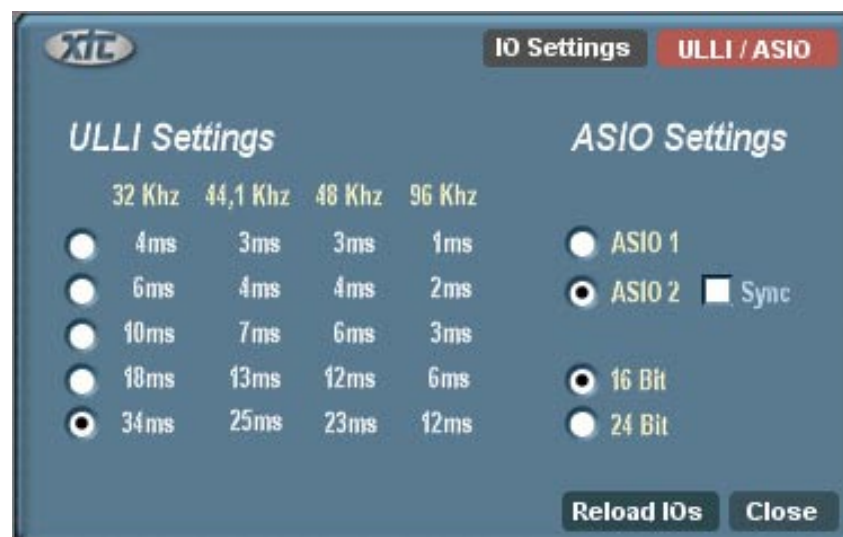 XTC
IO Settings ULLI / ASIO
ULLI Settings
32 Khz 44,1 Khz 48 Khz 96 Khz
4ms 3ms 3ms 1ms
6ms 4ms 4ms 2ms
10ms 7ms 6ms 3ms
18ms 13ms 12ms 6ms
34ms 25ms 23ms 12ms
ASIO Settings
ASIO 1
ASIO 2 Sync
16 Bit
24 Bit
Reload IOs Close